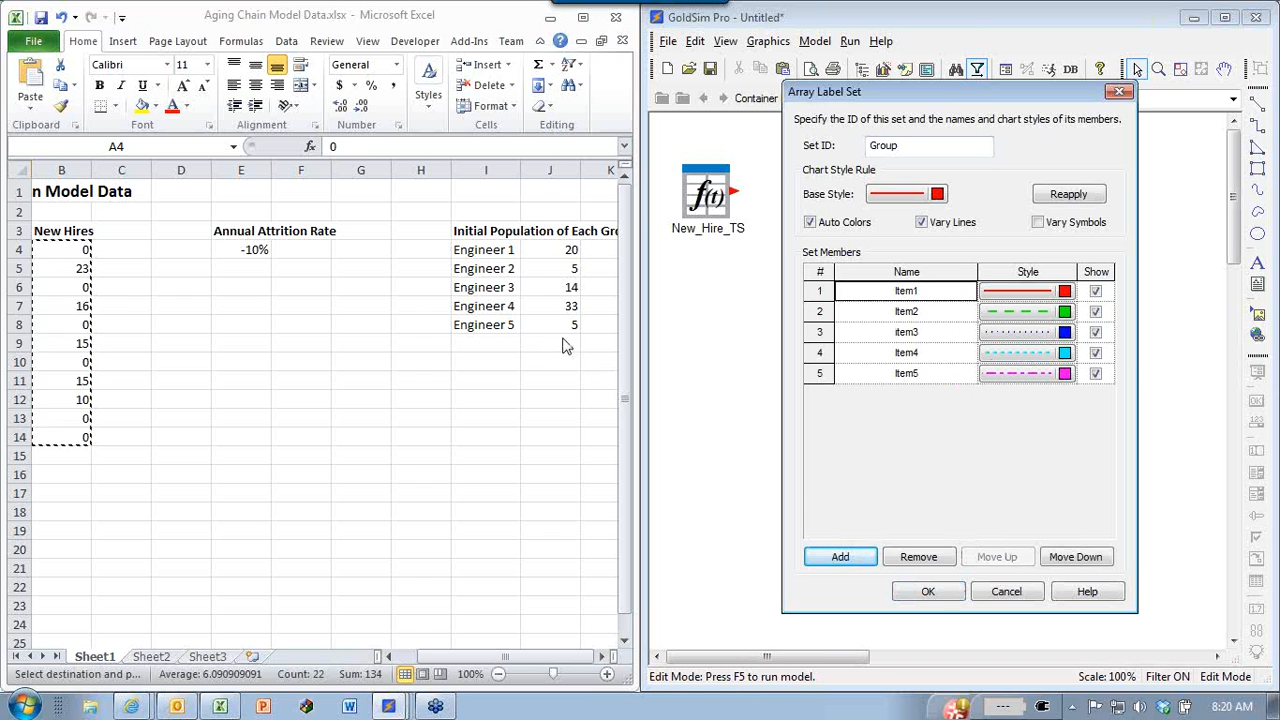 Aging Chain Model Data.xlsx - Microsoft Excel
File Home Insert Page Layout Formulas Data Review View Developer Add-Ins Team
Calibri 11 General Insert
Paste $ % , Styles Delete
B I U A Format
Clipboard Font Alignment Number Cells Editing
A4 fx 0
B C D E F G H I J K
1 n Model Data
2
3 New Hires Annual Attrition Rate Initial Population of Each Gro
4 0 -10% Engineer 1 20
5 23 Engineer 2 5
6 0 Engineer 3 14
7 16 Engineer 4 33
8 0 Engineer 5 5
9 15
10 0
11 15
12 10
13 0
14 0
15
16
17
18
19
20
21
22
23
24
25
Sheet1 Sheet2 Sheet3
Select destination and p... Average: 6.090909091 Count: 22 Sum: 134 100%
GoldSim Pro - Untitled*
File Edit View Graphics Model Run Help
DB
Container
f(t)
New_Hire_TS
Array Label Set
Specify the ID of this set and the names and chart styles of its members.
Set ID: Group
Chart Style Rule
Base Style: Reapply
Auto Colors Vary Lines Vary Symbols
Set Members
# Name Style Show
1 Item1
2 Item2
3 Item3
4 Item4
5 Item5
Add Remove Move Up Move Down
OK Cancel Help
Edit Mode: Press F5 to run model. Scale: 100% Filter ON Edit Mode
8:20 AM